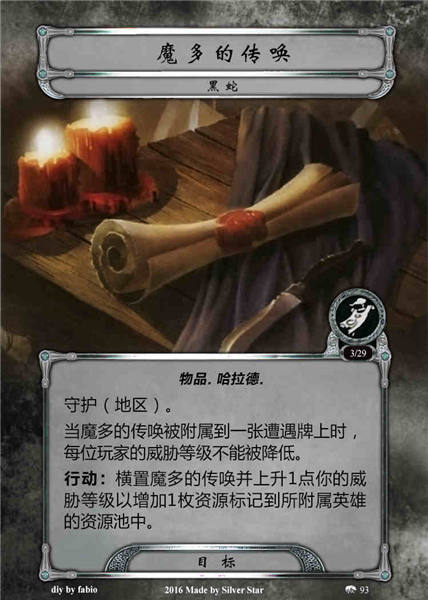 魔多的传唤
黑蛇
3/29
物品. 哈拉德.
守护（地区）。
当魔多的传唤被附属到一张遭遇牌上时，
每位玩家的威胁等级不能被降低。
行动：横置魔多的传唤并上升1点你的威
胁等级以增加1枚资源标记到所附属英雄
的资源池中。
目标
diy by fabio
2016 Made by Silver Star
93